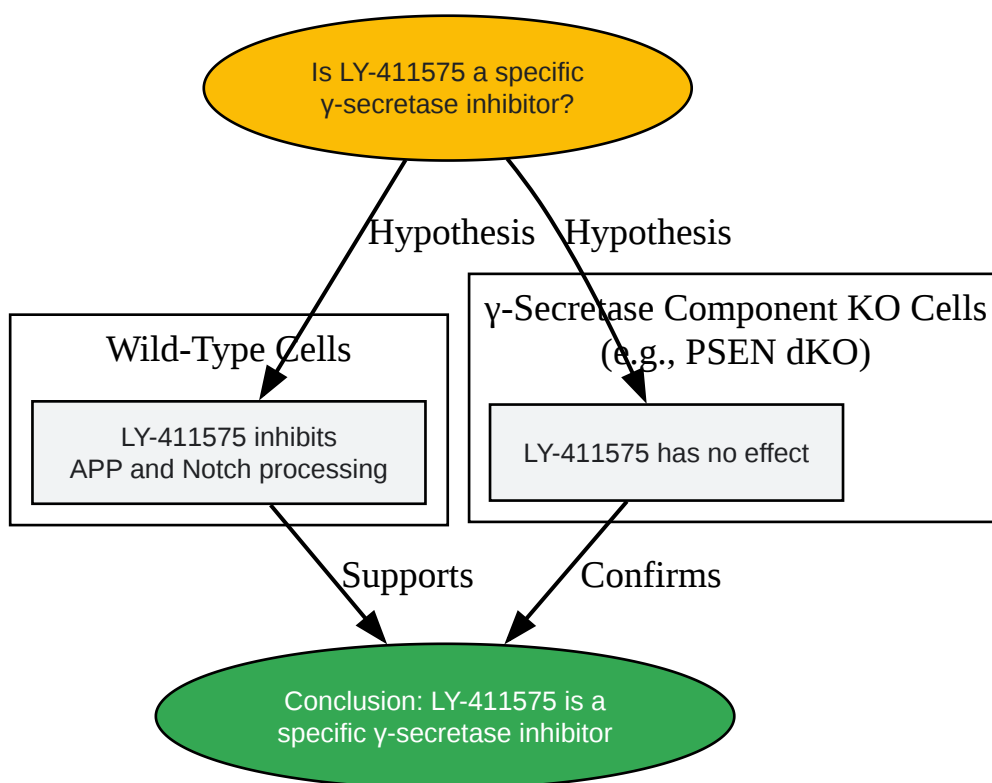 Is LY-411575 a specific
γ-secretase inhibitor?
Hypothesis
Hypothesis
Wild-Type Cells
LY-411575 inhibits
APP and Notch processing
γ-Secretase Component KO Cells
(e.g., PSEN dKO)
LY-411575 has no effect
Supports
Confirms
Conclusion: LY-411575 is a
specific γ-secretase inhibitor